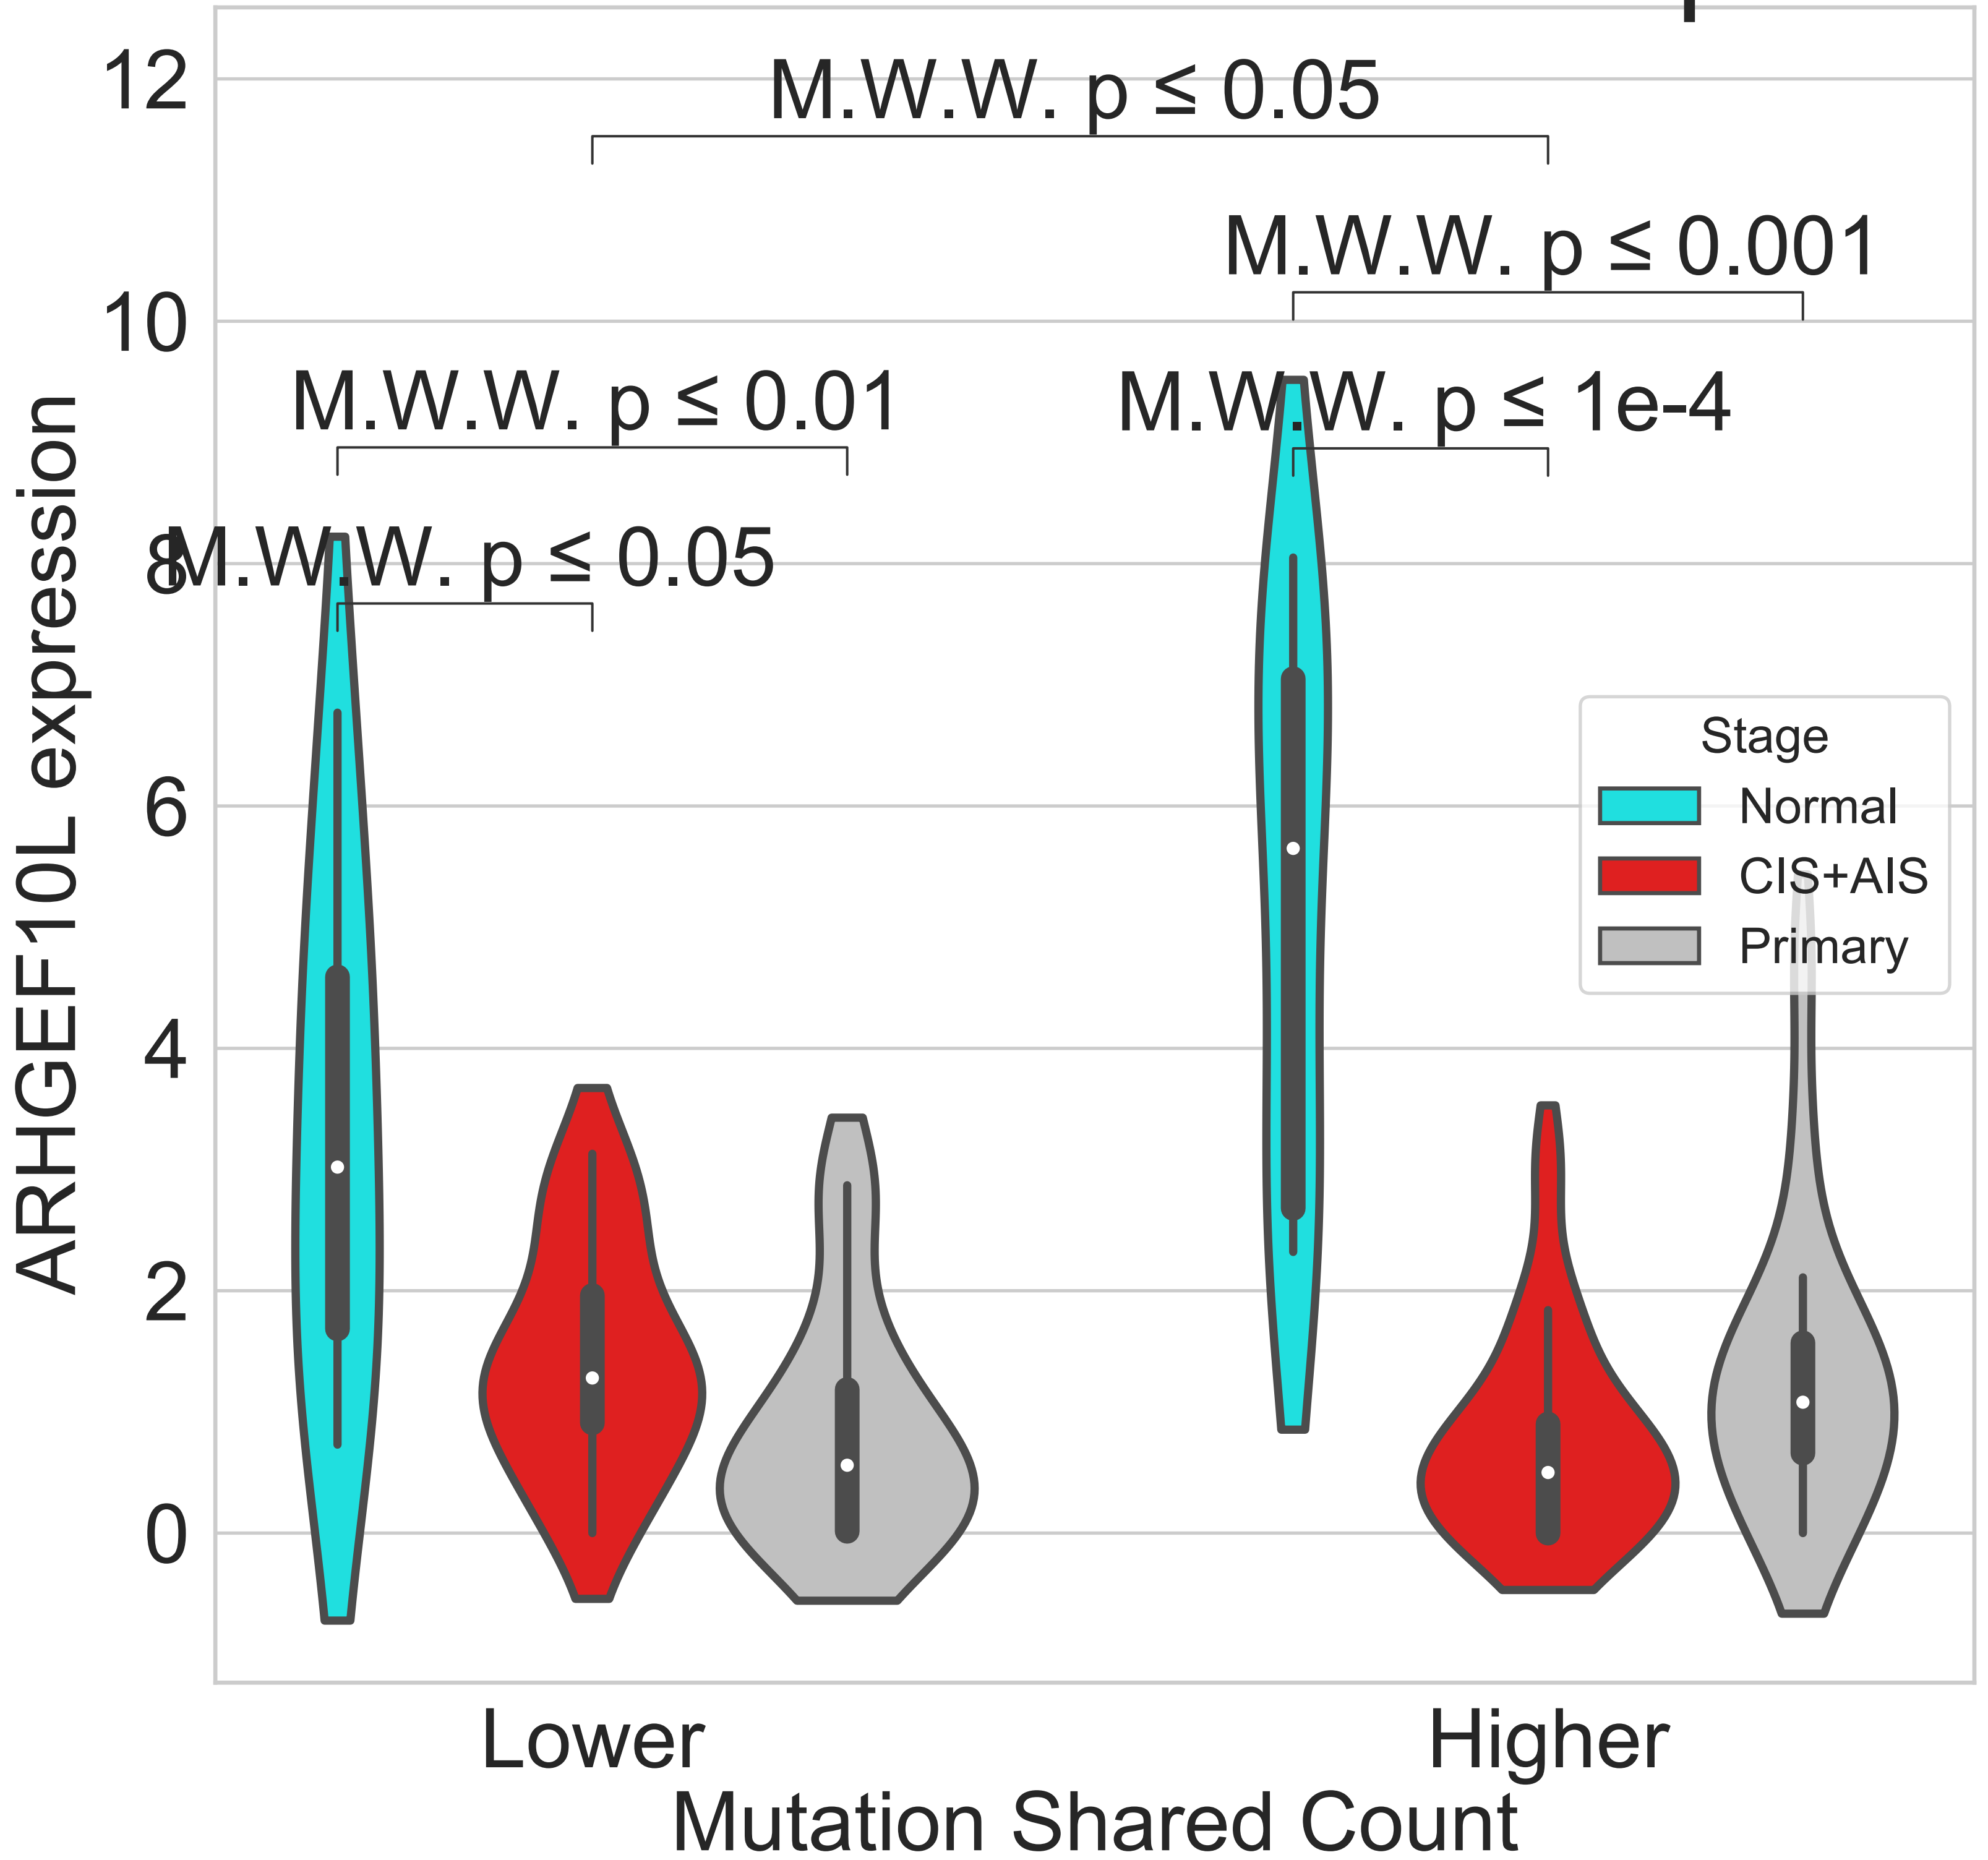 12
M.W.W. p ≤ 0.05
M.W.W. p ≤ 0.001
10
M.W.W. p ≤ 0.01
M.W.W. p ≤ 1e-4
8
M.W.W. p ≤ 0.05
ARHGEF10L expression
Stage
Normal
CIS+AIS
Primary
6
4
2
0
Lower
Higher
Mutation Shared Count